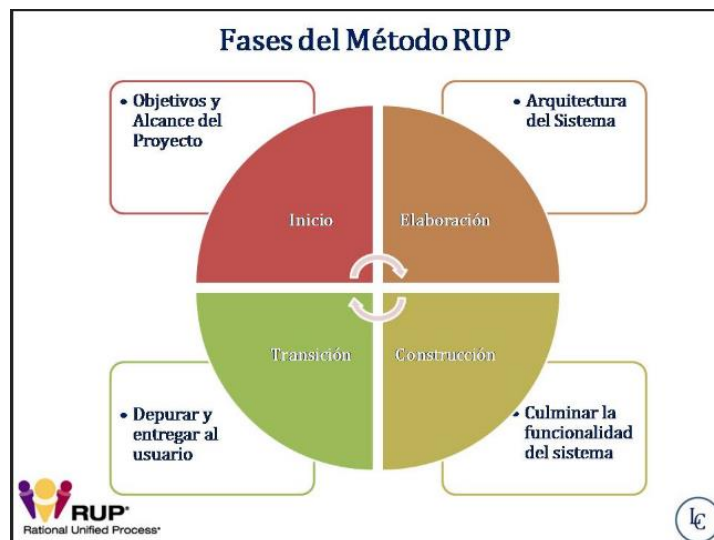 Fases del Método RUP
• Objetivos y
Alcance del
Proyecto
• Arquitectura
del Sistema
Inicio
Elaboración
Transición
Construcción
• Depurar y
entregar al
usuario
• Culminar la
funcionalidad
del sistema
RUP®
Rational Unified Process®
LC